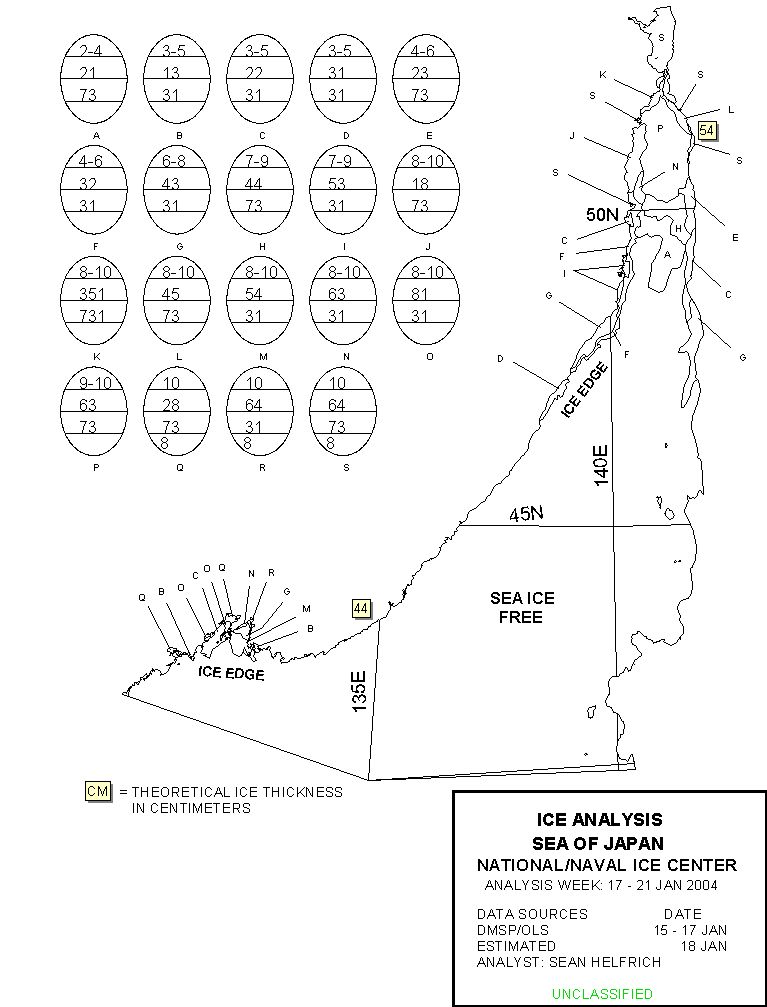 2-4 3-5 3-5 3-5 4-6
21 13 22 31 23
73 31 31 31 73
A B C D E
4-6 6-8 7-9 7-9 8-10
32 43 44 53 18
31 31 73 31 73
F G H I J
8-10 8-10 8-10 8-10 8-10
351 45 54 63 81
731 73 31 31 31
K L M N O
9-10 10 10 10
63 28 64 64
73 73 31 73
8 8 8
P Q R S
S
K S
S L
P 54
J S
N
S
50N
H E
C
F A
I
C
G
G
S F
D
ICE EDGE
140E
45N
Q B O C O Q N R G M B
ICE EDGE
44
SEA ICE
FREE
135E
CM = THEORETICAL ICE THICKNESS
IN CENTIMETERS
ICE ANALYSIS
SEA OF JAPAN
NATIONAL/NAVAL ICE CENTER
ANALYSIS WEEK: 17 - 21 JAN 2004
DATA SOURCES DATE
DMSP/OLS 15 - 17 JAN
ESTIMATED 18 JAN
ANALYST: SEAN HELFRICH
UNCLASSIFIED